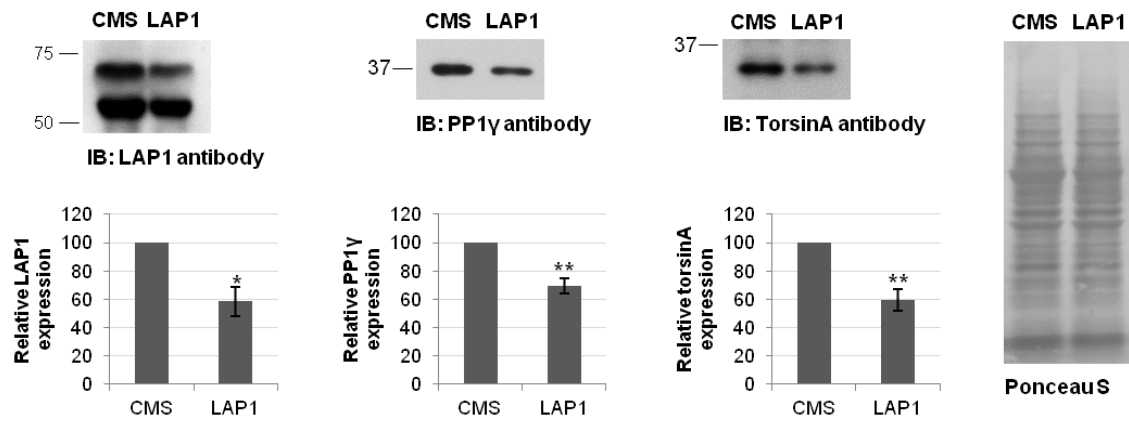 CMS LAP1
75
50
IB: LAP1 antibody
CMS LAP1
37
IB: PP1γ antibody
CMS LAP1
37
IB: TorsinA antibody
CMS LAP1
Ponceau S
Relative LAP1
expression
120
100
80
60
40
20
0
*
CMS LAP1
Relative PP1γ
expression
120
100
80
60
40
20
0
**
CMS LAP1
Relative torsinA
expression
120
100
80
60
40
20
0
**
CMS LAP1